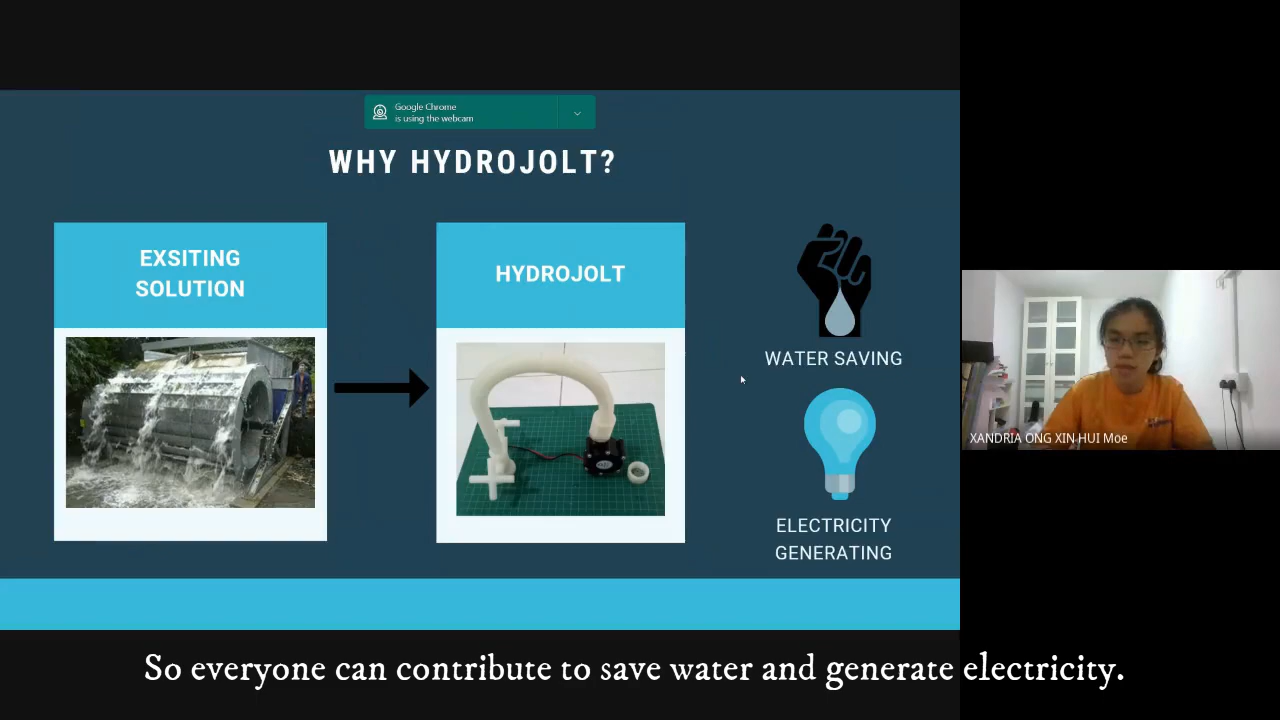 Google Chrome
is using the webcam
WHY HYDROJOLT?
EXSITING
SOLUTION
HYDROJOLT
WATER SAVING
ELECTRICITY
GENERATING
XANDRIA ONG XIN HUI Moe
So everyone can contribute to save water and generate electricity.